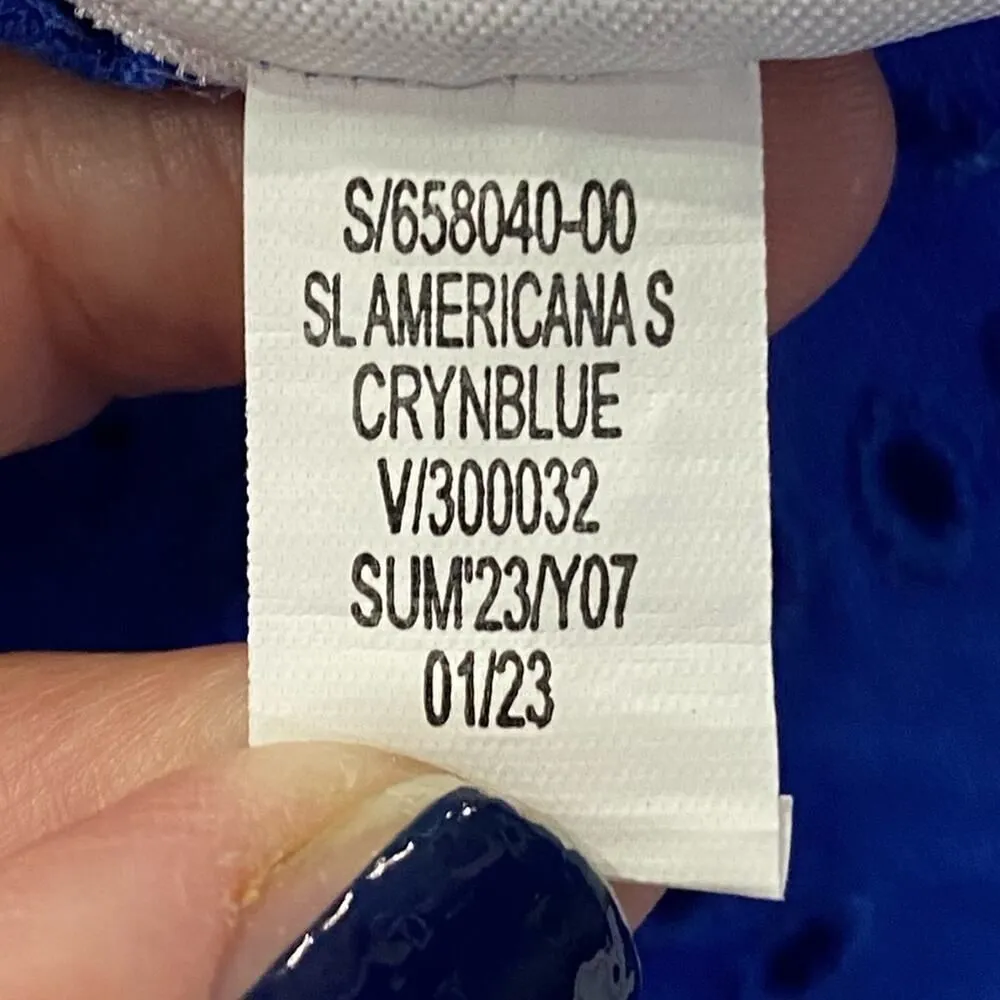 S/658040-00
SL AMERICANA S
CRYNBLUE
V/300032
SUM'23/Y07
01/23